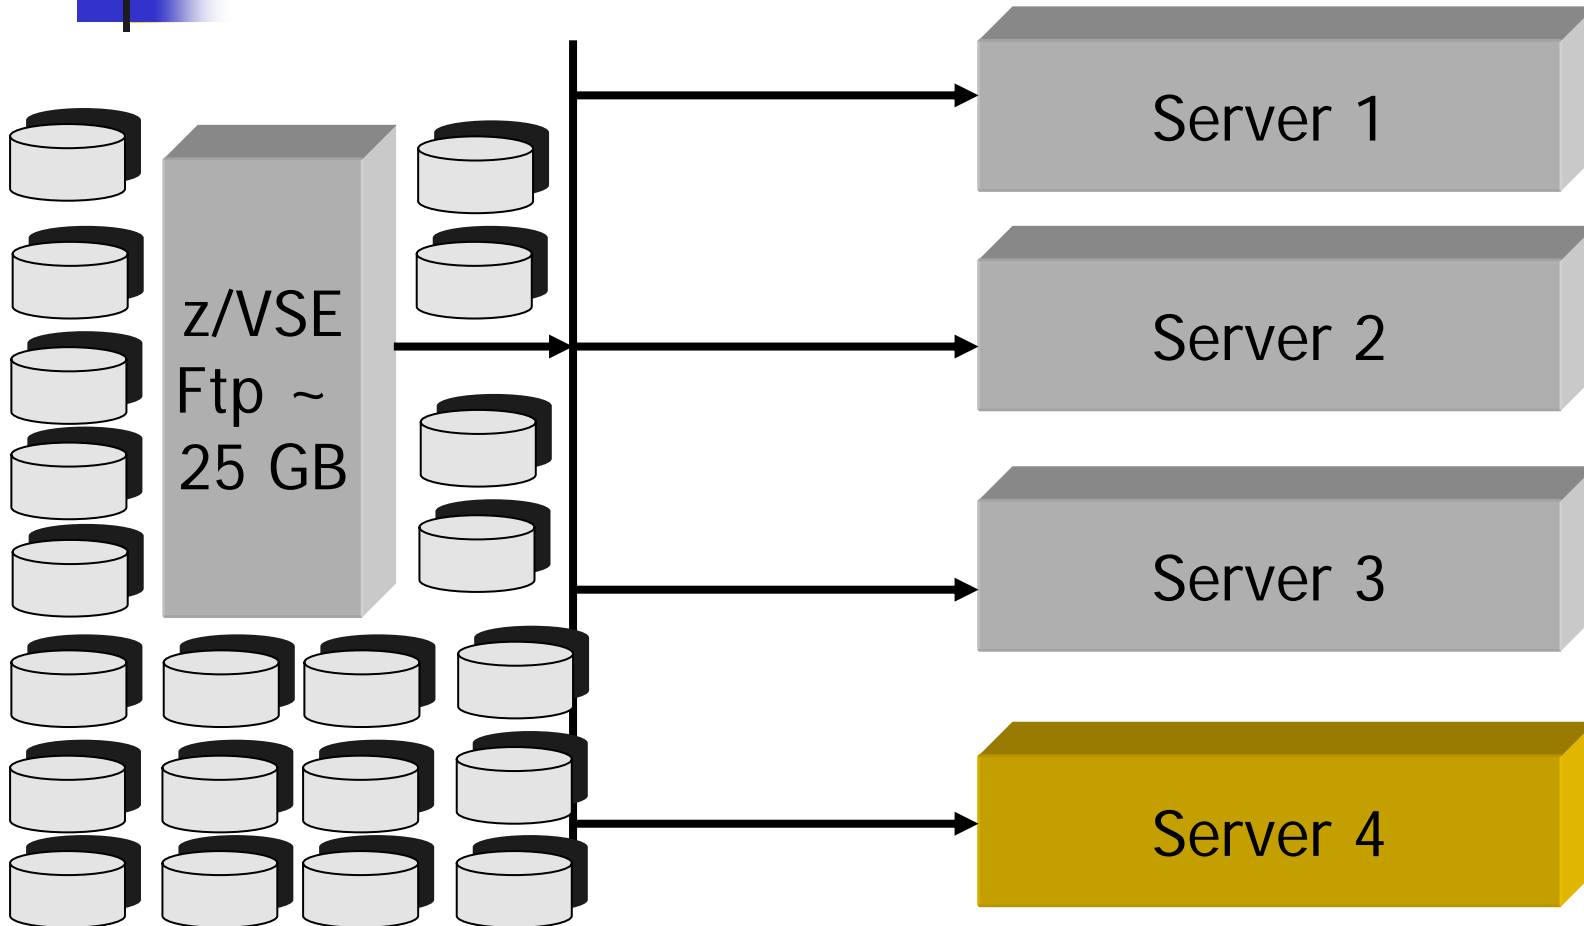 z/VSE
Ftp ~
25 GB
Server 1
Server 2
Server 3
Server 4